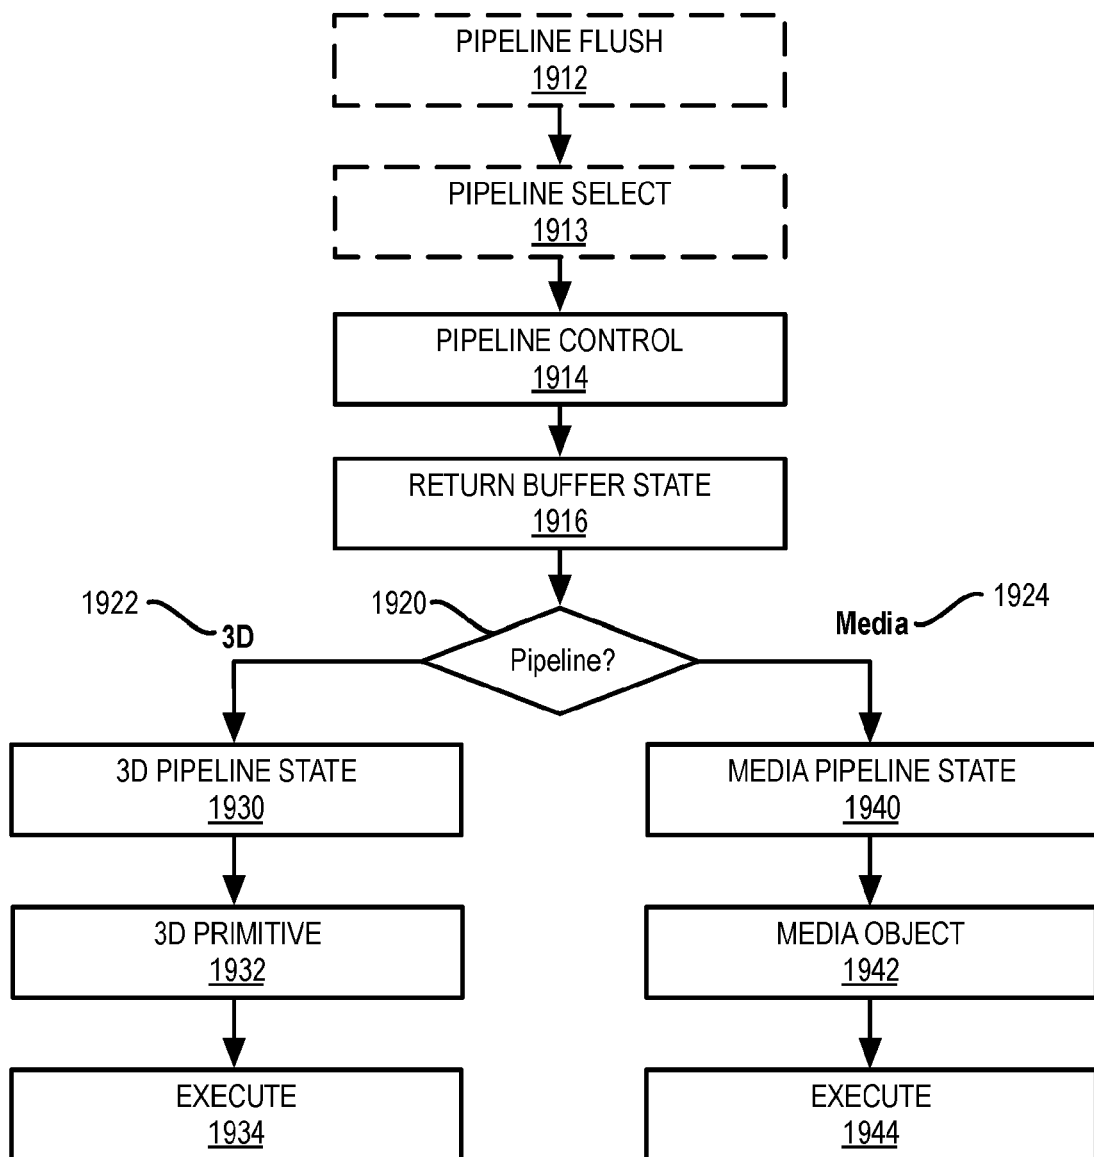 PIPELINE FLUSH
1912
PIPELINE SELECT
1913
PIPELINE CONTROL
1914
RETURN BUFFER STATE
1916
1922
3D
1920
Pipeline?
Media
1924
3D PIPELINE STATE
1930
MEDIA PIPELINE STATE
1940
3D PRIMITIVE
1932
MEDIA OBJECT
1942
EXECUTE
1934
EXECUTE
1944